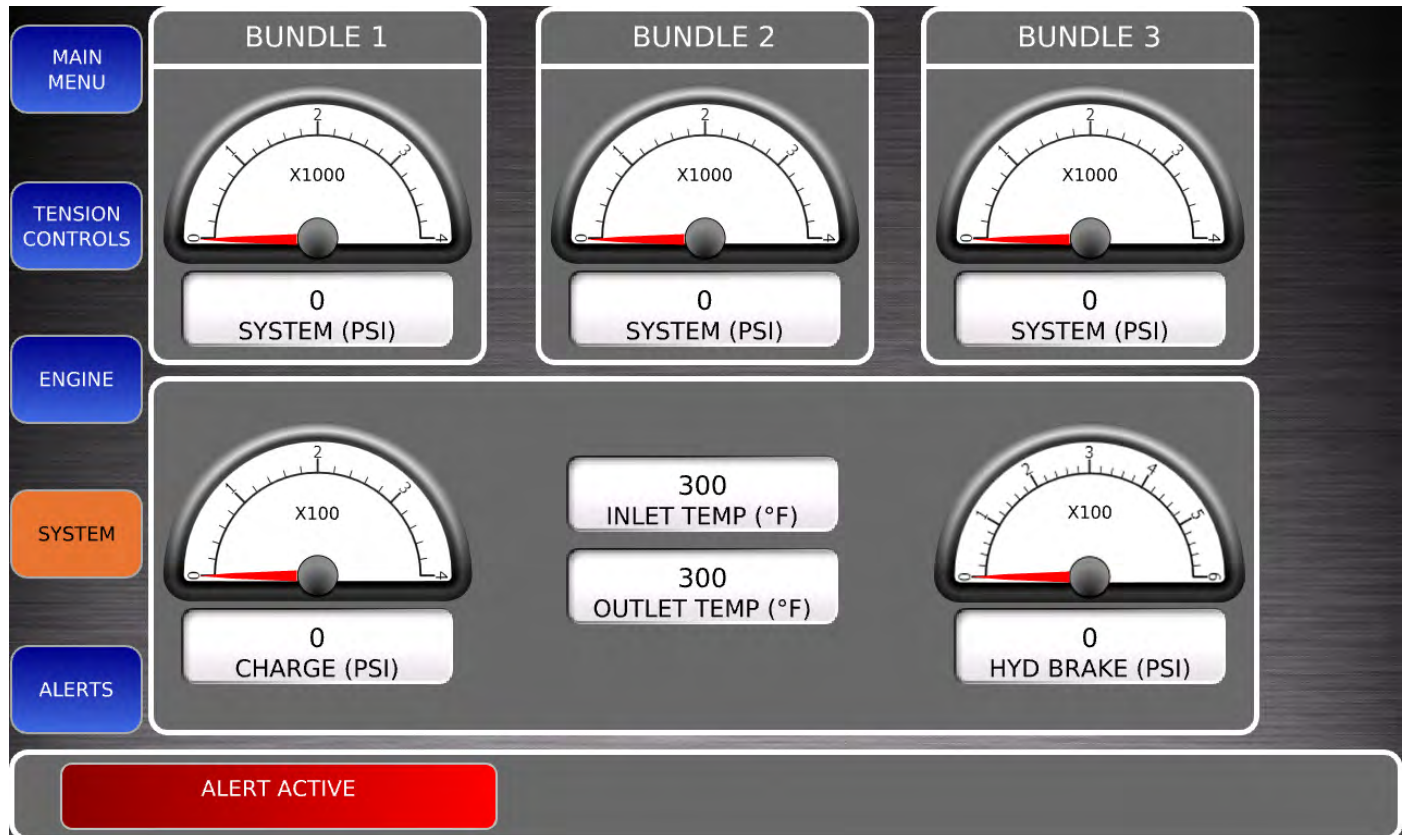 MAIN
MENU
TENSION
CONTROLS
ENGINE
SYSTEM
ALERTS
BUNDLE 1
0 1 2 3 4
X1000
0
SYSTEM (PSI)
BUNDLE 2
0 1 2 3 4
X1000
0
SYSTEM (PSI)
BUNDLE 3
0 1 2 3 4
X1000
0
SYSTEM (PSI)
0 1 2 3 4
X100
0
CHARGE (PSI)
300
INLET TEMP (°F)
300
OUTLET TEMP (°F)
0 1 2 3 4 5 6
X100
0
HYD BRAKE (PSI)
ALERT ACTIVE